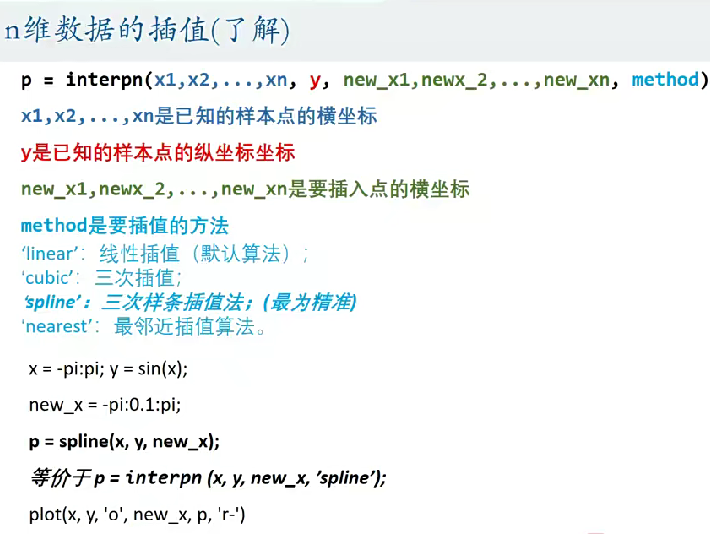 n维数据的插值(了解)
p = interpn(x1,x2,...,xn, y, new_x1,newx_2,...,new_xn, method)
x1,x2,...,xn是已知的样本点的横坐标
y是已知的样本点的纵坐标坐标
new_x1,newx_2,...,new_xn是要插入点的横坐标
method是要插值的方法
‘linear’：线性插值（默认算法）；
‘cubic’：三次插值；
‘spline’：三次样条插值法；(最为精准)
‘nearest’：最邻近插值算法。
x = -pi:pi; y = sin(x);
new_x = -pi:0.1:pi;
p = spline(x, y, new_x);
等价于 p = interpn (x, y, new_x, ’spline’);
plot(x, y, 'o', new_x, p, 'r-')